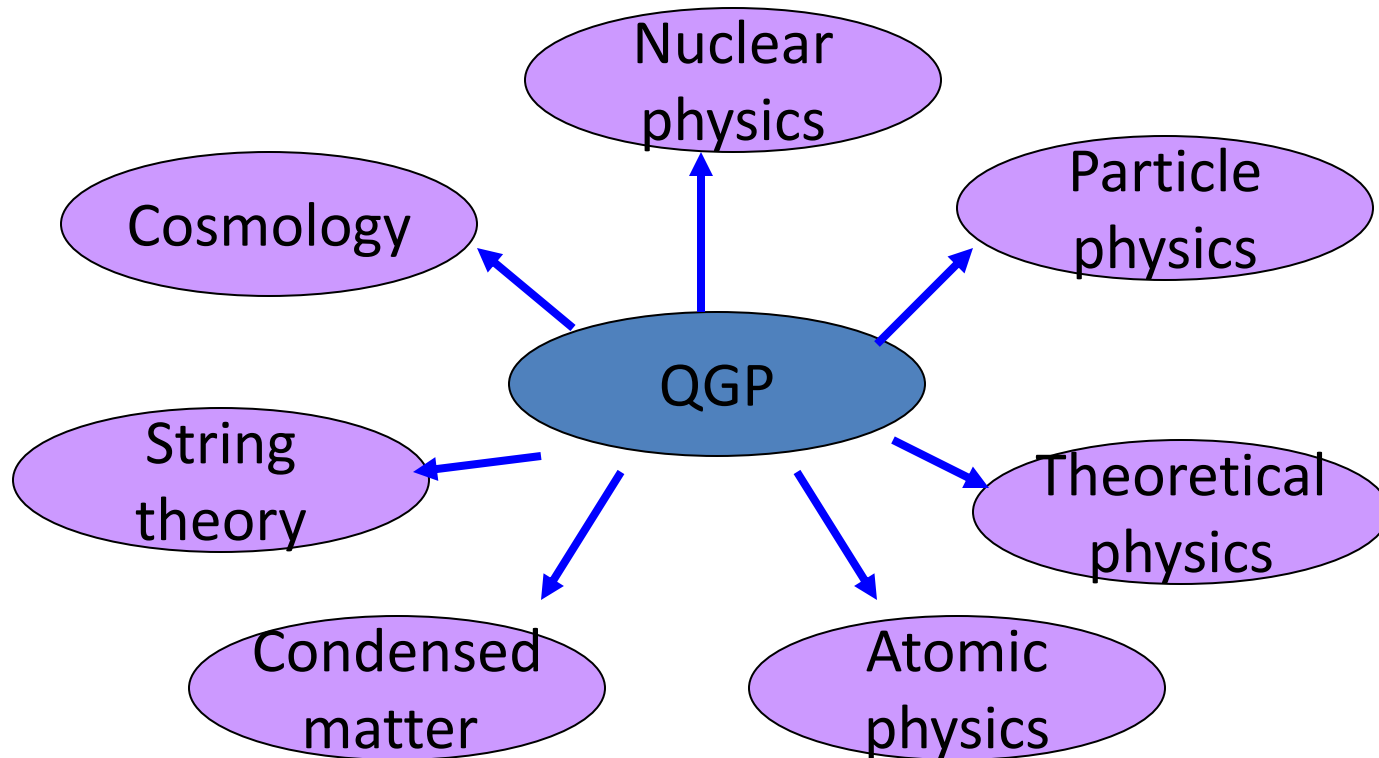 Nuclear
physics
Particle
physics
Cosmology
QGP
String
theory
Theoretical
physics
Condensed
matter
Atomic
physics